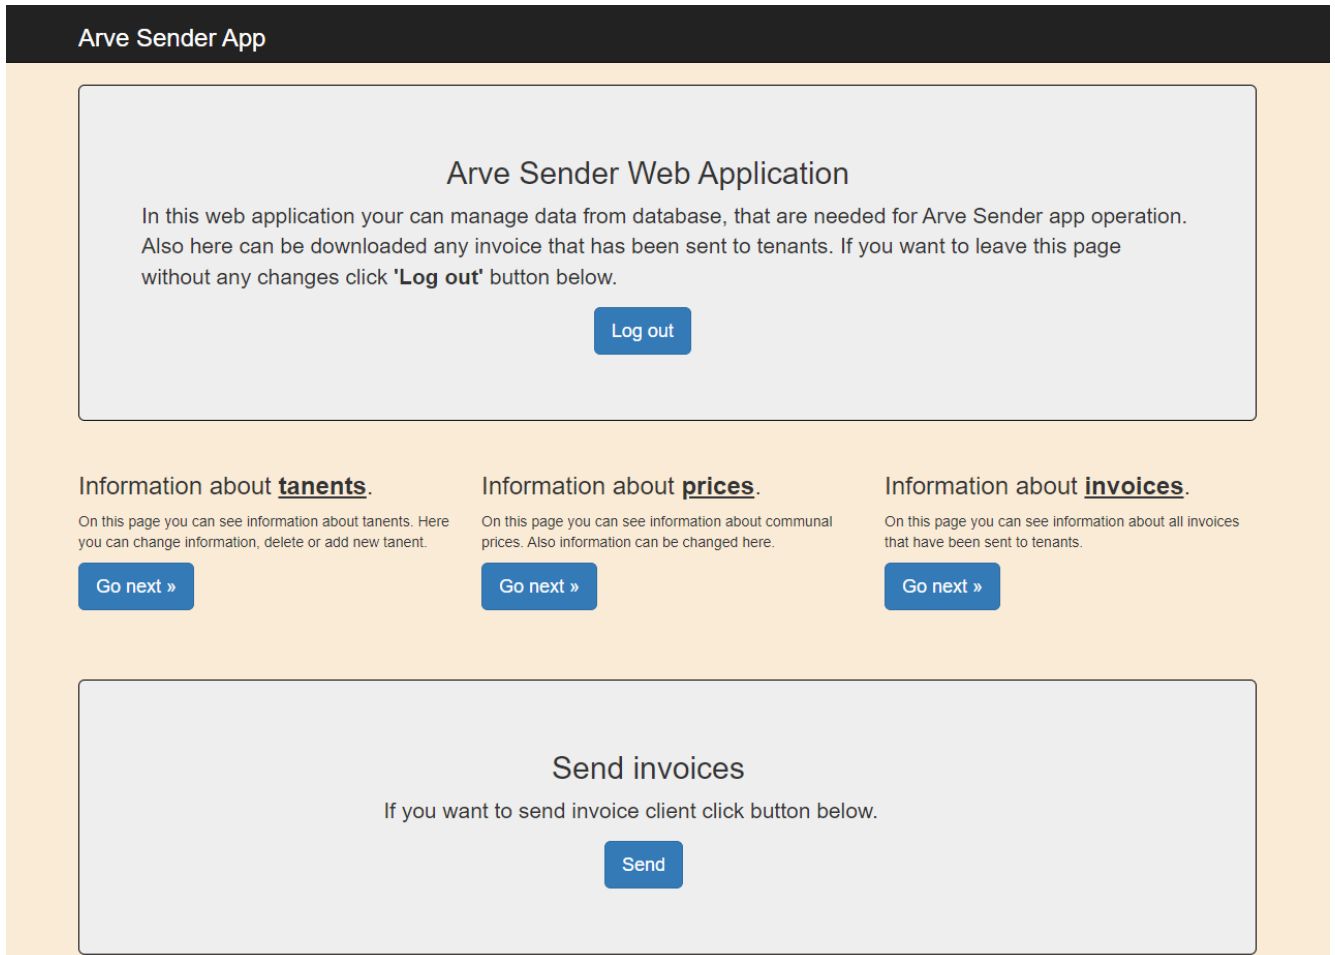 Arve Sender App
Arve Sender Web Application
In this web application your can manage data from database, that are needed for Arve Sender app operation.
Also here can be downloaded any invoice that has been sent to tenants. If you want to leave this page
without any changes click 'Log out' button below.
Log out
Information about tanents.
On this page you can see information about tanents. Here
you can change information, delete or add new tanent.
Go next »
Information about prices.
On this page you can see information about communal
prices. Also information can be changed here.
Go next »
Information about invoices.
On this page you can see information about all invoices
that have been sent to tenants.
Go next »
Send invoices
If you want to send invoice client click button below.
Send